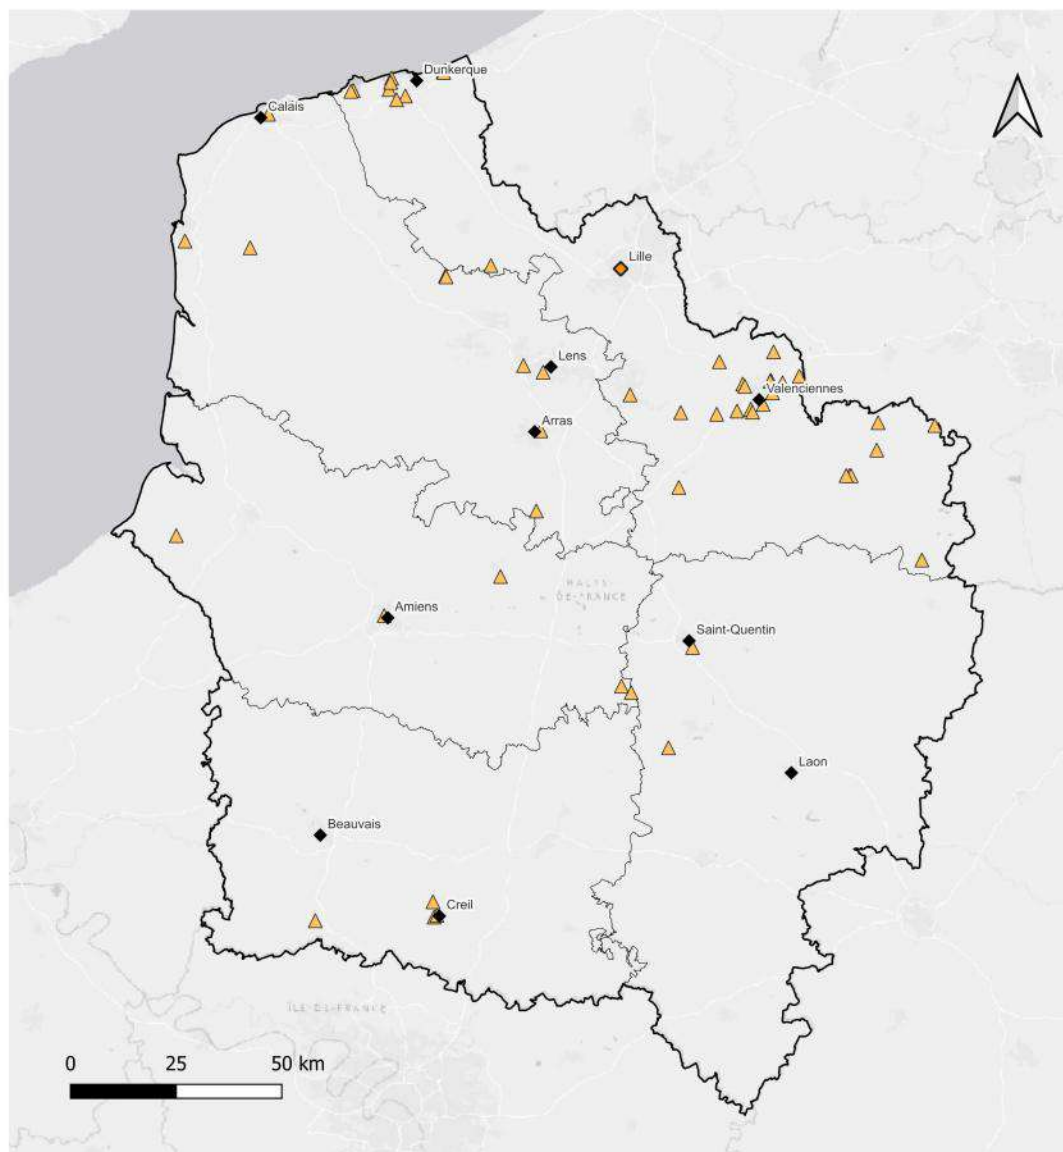 Dunkerque
Calais
Lille
Lens
Valenciennes
Arras
HAUTS-
DE-FRANCE
Amiens
Saint-Quentin
Laon
Beauvais
Creil
ÎLE-DE-FRANCE
0 25 50 km